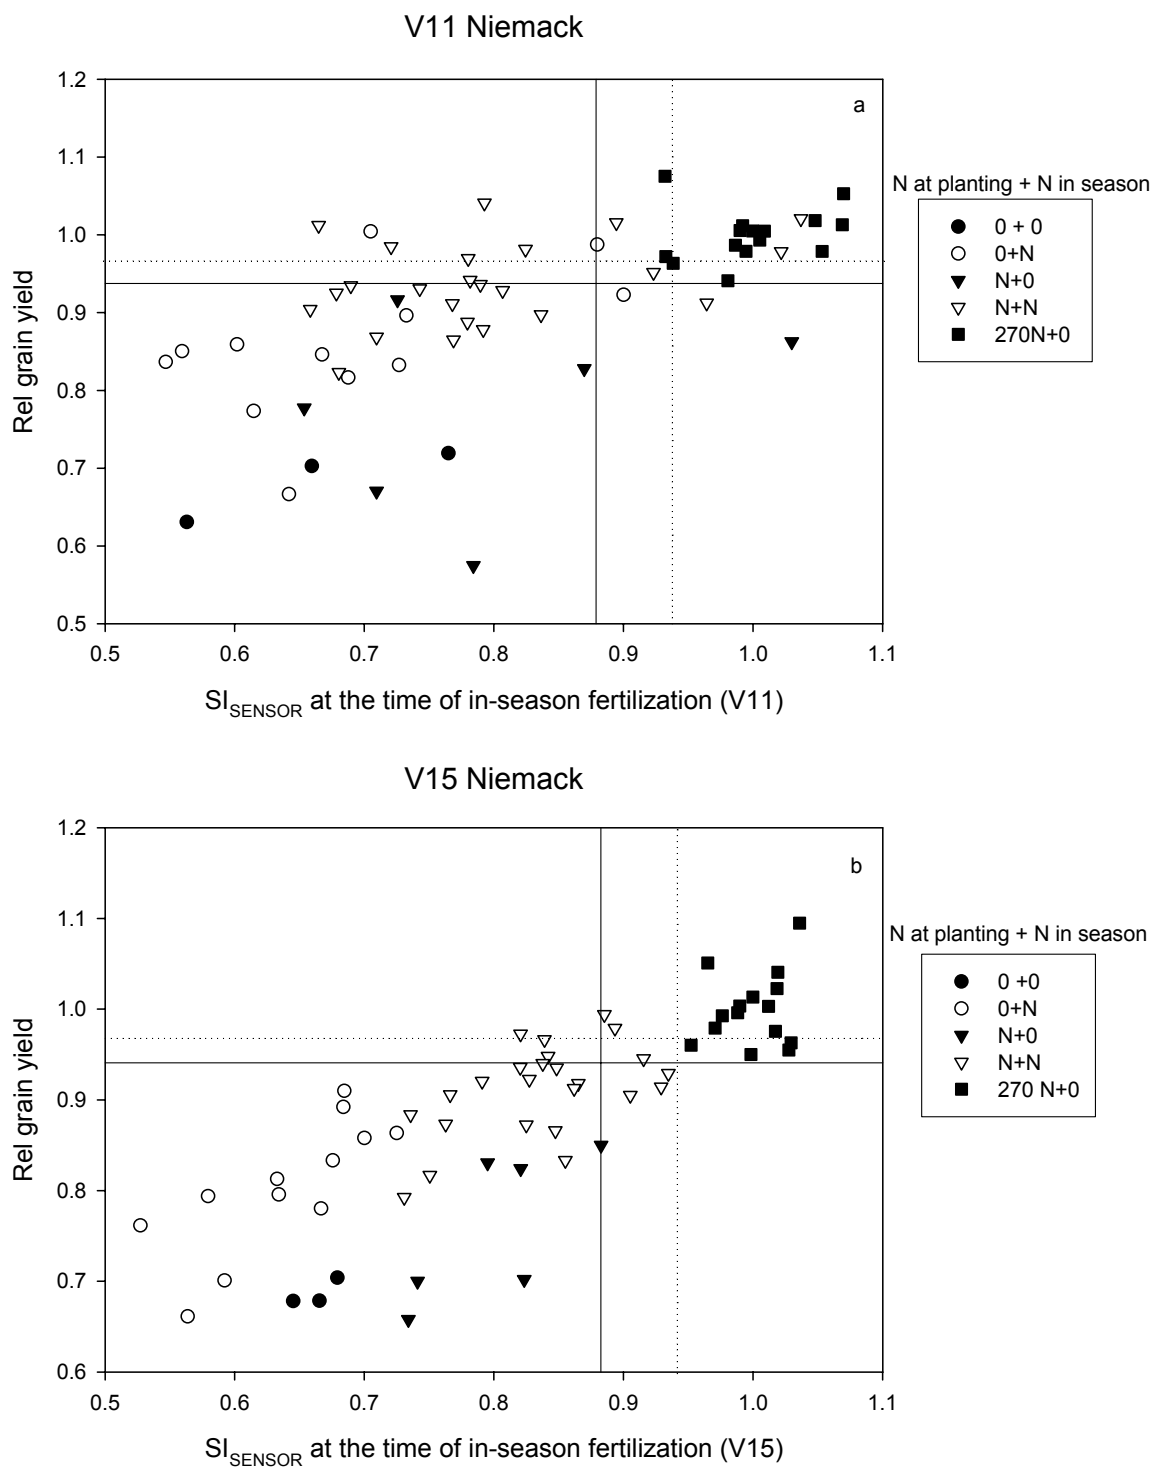 V11 Niemack
1.2
a
1.1
N at planting + N in season
0 + 0
1.0
0+N
N+0
0.9
N+N
270N+0
0.8
0.7
0.6
0.5
Rel grain yield
0.5 0.6 0.7 0.8 0.9 1.0 1.1
SI_SENSOR at the time of in-season fertilization (V11)
V15 Niemack
1.2
b
1.1
N at planting + N in season
0 +0
1.0
0+N
N+0
0.9
N+N
270 N+0
0.8
0.7
0.6
Rel grain yield
0.5 0.6 0.7 0.8 0.9 1.0 1.1
SI_SENSOR at the time of in-season fertilization (V15)